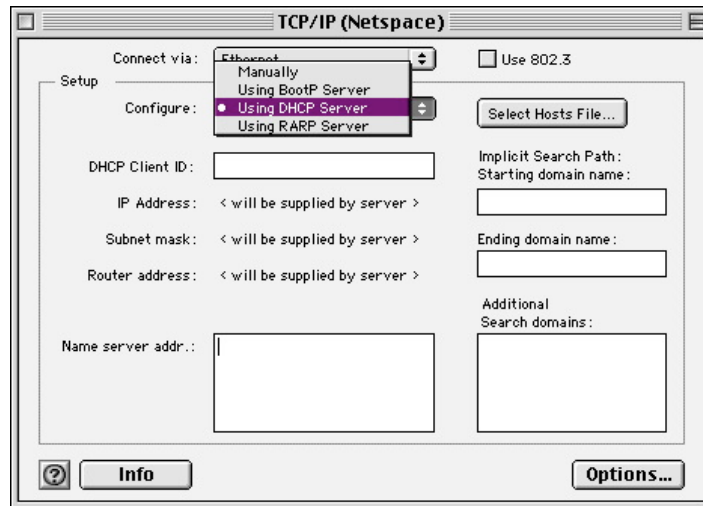 TCP/IP (Netspace)
Connect via: Ethernet
Use 802.3
Setup
Manually
Using BootP Server
Configure: Using DHCP Server
Using RARP Server
Select Hosts File...
DHCP Client ID:
Implicit Search Path:
Starting domain name:
IP Address: < will be supplied by server >
Subnet mask: < will be supplied by server >
Ending domain name:
Router address: < will be supplied by server >
Additional
Search domains:
Name server addr.:
? Info
Options...